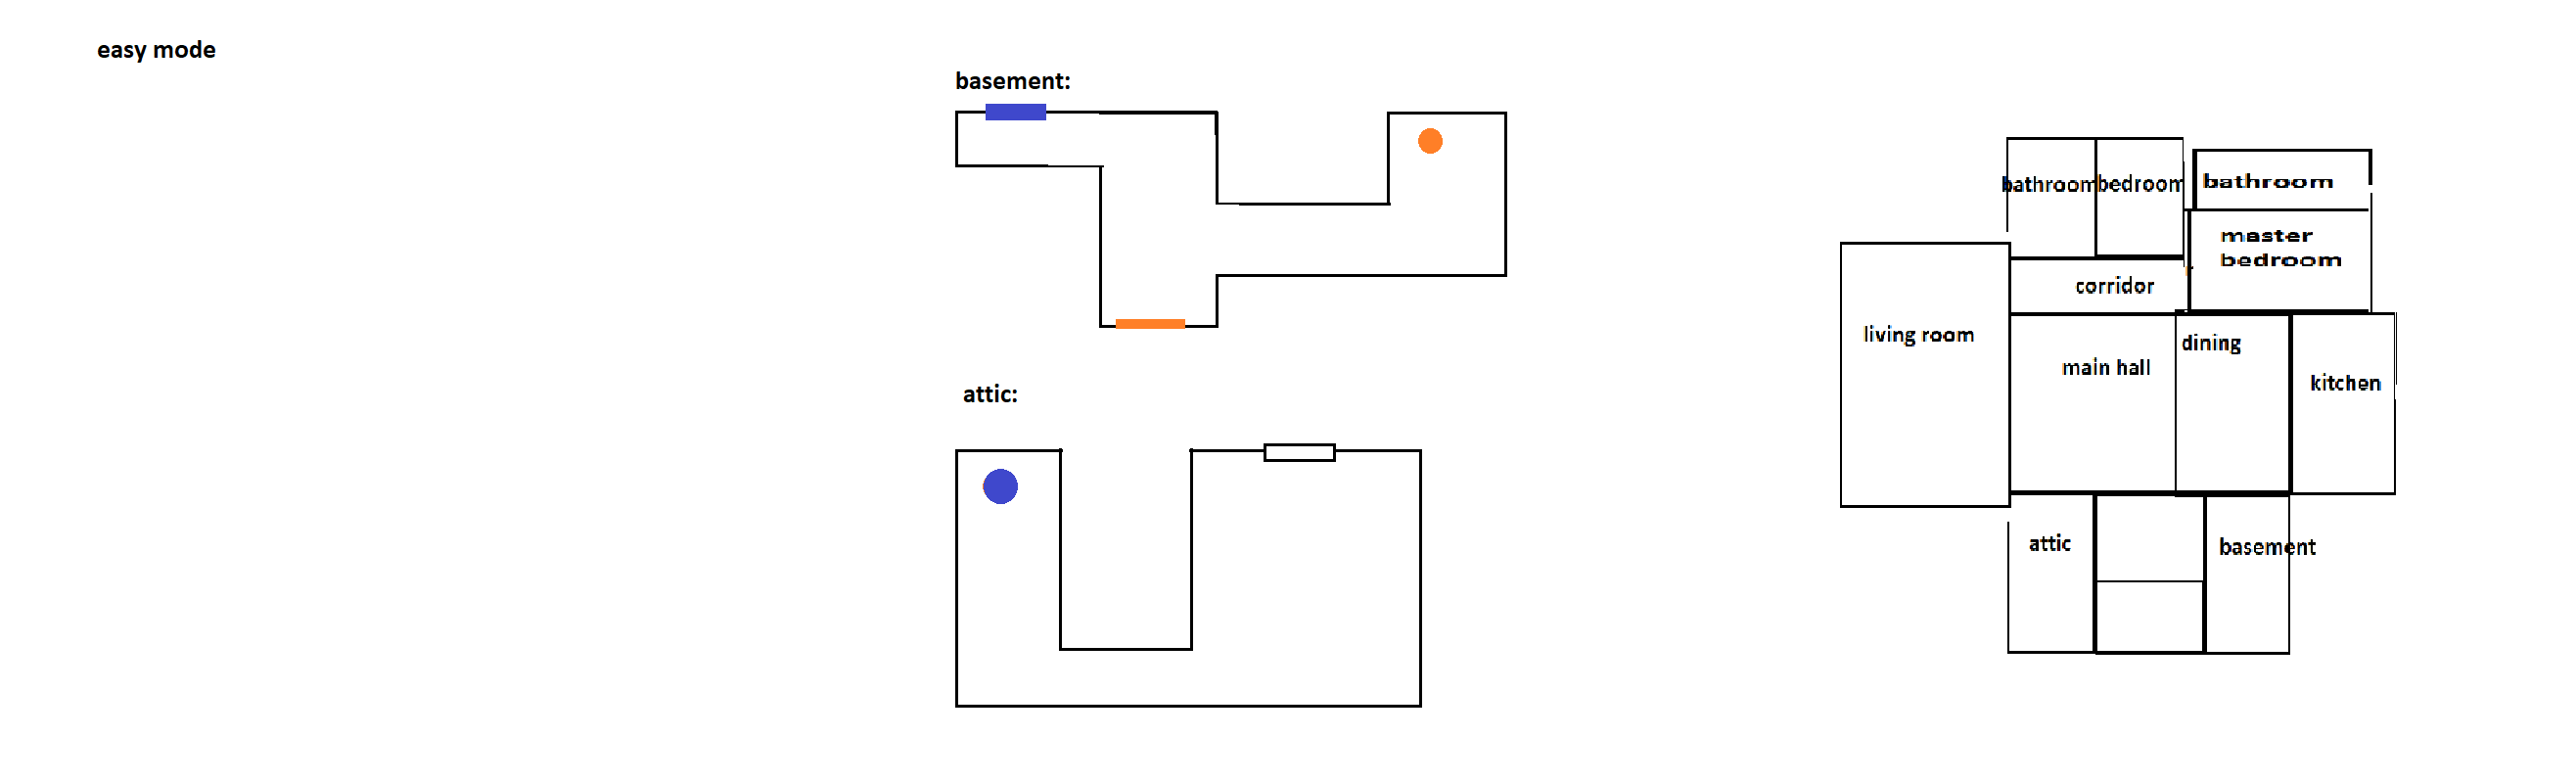 easy mode
basement:
attic:
bathroom
bedroom
bathroom
master
bedroom
corridor
living room
main hall
dining
kitchen
attic
basement